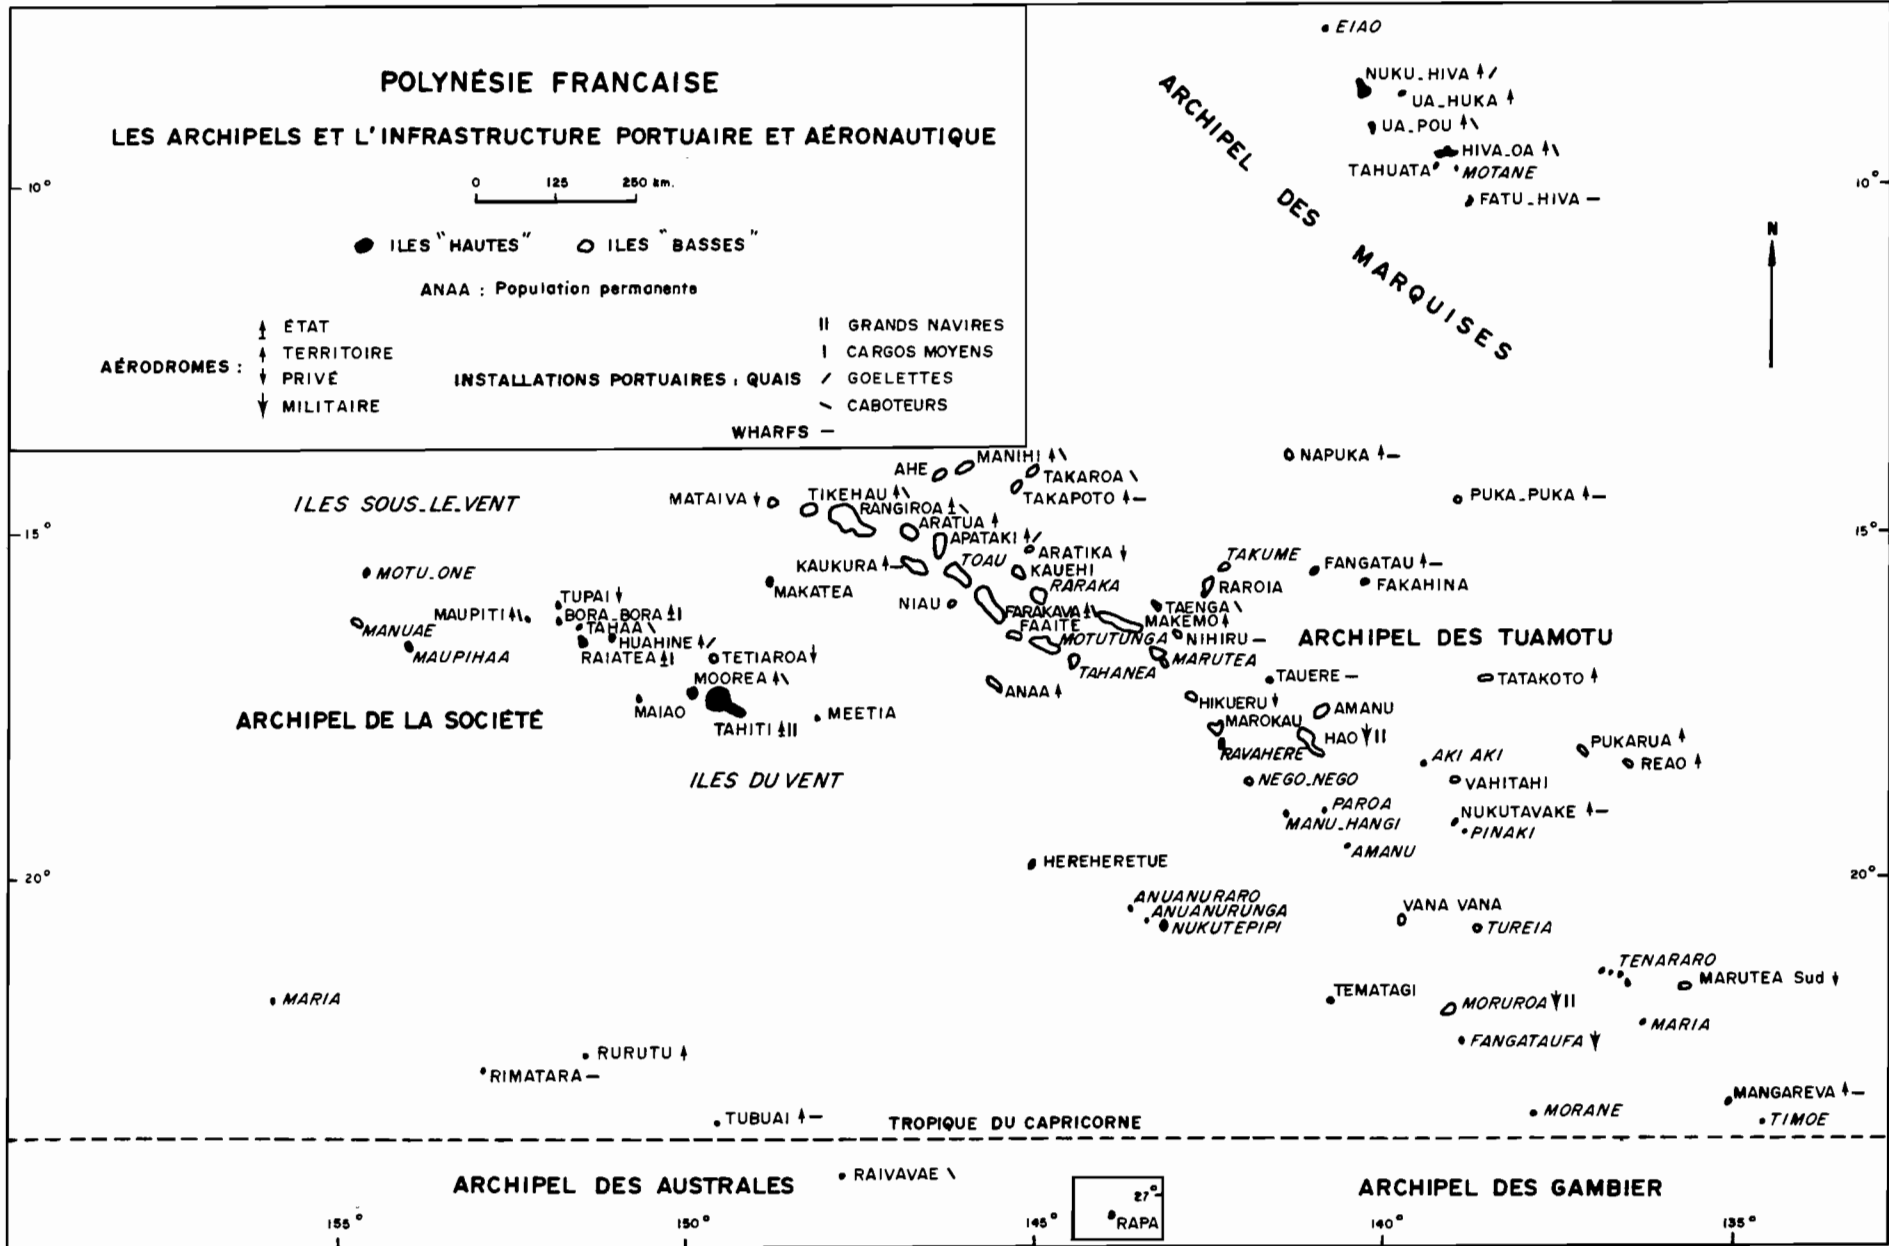 POLYNÉSIE FRANCAISE
LES ARCHIPELS ET L'INFRASTRUCTURE PORTUAIRE ET AÉRONAUTIQUE
0 125 250 km.
ILES "HAUTES" ILES "BASSES"
ANAA : Population permanente
AÉRODROMES :
ÉTAT
TERRITOIRE
PRIVÉ
MILITAIRE
INSTALLATIONS PORTUAIRES : QUAIS
GRANDS NAVIRES
CARGOS MOYENS
GOELETTES
CABOTEURS
WHARFS —
10°
10°
15°
15°
20°
20°
N
EIAO
NUKU_HIVA
UA_HUKA
UA_POU
HIVA_OA
TAHUATA
MOTANE
FATU_HIVA
ARCHIPEL DES MARQUISES
ILES SOUS_LE_VENT
MATAIVA
AHE
MANIHI
TAKAROA
TAKAPOTO
TIKEHAU
RANGIROA
ARATUA
APATAKI
KAUKURA
TOAU
ARATIKA
KAUEHI
RARAKA
NIAU
FARAKAVA
FAAITE
MOTUTUNGA
TAHANEA
ANAA
MAKATEA
NAPUKA
PUKA_PUKA
TAKUME
RAROIA
FANGATAU
FAKAHINA
TAENGA
MAKEMO
NIHIRU
MARUTEA
ARCHIPEL DES TUAMOTU
TAUERE
TATAKOTO
HIKUERU
AMANU
MAROKAU
HAO
RAVAHERE
NEGO_NEGO
AKI AKI
VAHITAHI
PUKARUA
REAO
PAROA
MANU_HANGI
NUKUTAVAKE
PINAKI
AMANU
MOTU_ONE
MANUAE
MAUPIHAA
MAUPITI
TUPAI
BORA_BORA
TAHAA
HUAHINE
RAIATEA
TETIAROA
MOOREA
MAIAO
TAHITI
MEETIA
ARCHIPEL DE LA SOCIÉTÉ
ILES DU VENT
HEREHERETUE
ANUANURARO
ANUANURUNGA
NUKUTEPIPI
VANA VANA
TUREIA
TENARARO
MARUTEA Sud
TEMATAGI
MORUROA
MARIA
FANGATAUFA
MARIA
RURUTU
RIMATARA
TUBUAI
TROPIQUE DU CAPRICORNE
MORANE
MANGAREVA
TIMOE
ARCHIPEL DES AUSTRALES
RAIVAVAE
27°
RAPA
ARCHIPEL DES GAMBIER
155° 150° 145° 140° 135°